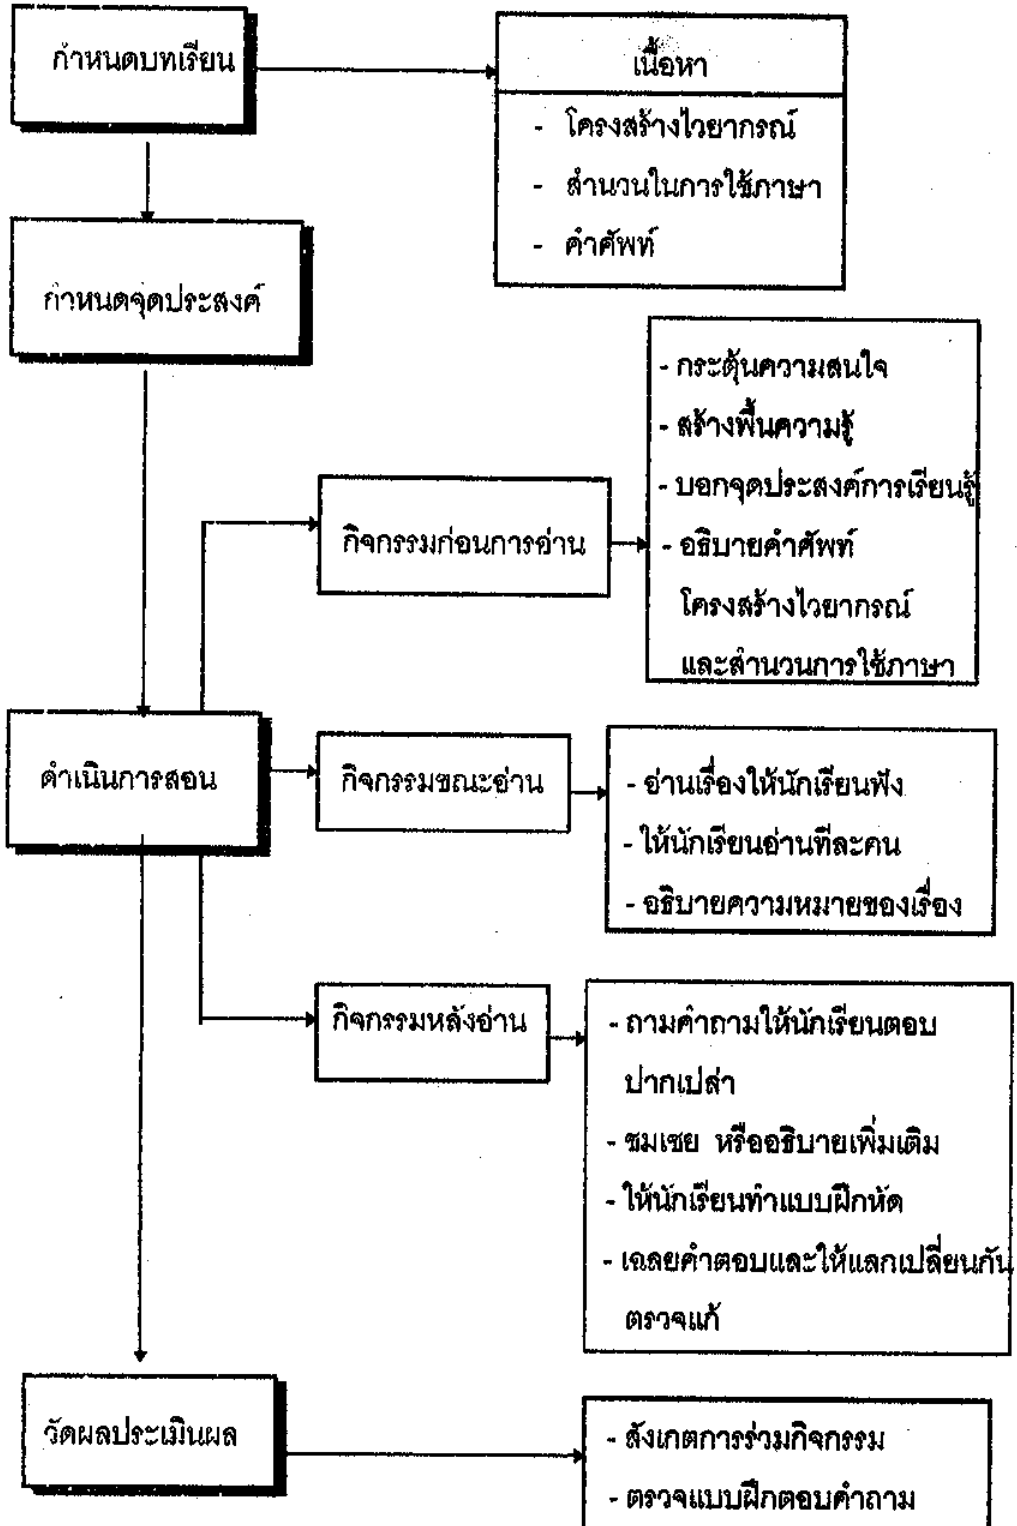 กำหนดบทเรียน
เนื้อหา
- โครงสร้างไวยากรณ์
- สำนวนในการใช้ภาษา
- คำศัพท์
กำหนดจุดประสงค์
- กระตุ้นความสนใจ
- สร้างพื้นความรู้
- บอกจุดประสงค์การเรียนรู้
- อธิบายคำศัพท์
โครงสร้างไวยากรณ์
และสำนวนการใช้ภาษา
กิจกรรมก่อนการอ่าน
ดำเนินการสอน
กิจกรรมขณะอ่าน
- อ่านเรื่องให้นักเรียนฟัง
- ให้นักเรียนอ่านทีละคน
- อธิบายความหมายของเรื่อง
กิจกรรมหลังอ่าน
- ถามคำถามให้นักเรียนตอบ
ปากเปล่า
- ชมเชย หรืออธิบายเพิ่มเติม
- ให้นักเรียนทำแบบฝึกหัด
- เฉลยคำตอบและให้แลกเปลี่ยนกัน
ตรวจแก้
วัดผลประเมินผล
- สังเกตการร่วมกิจกรรม
- ตรวจแบบฝึกตอบคำถาม